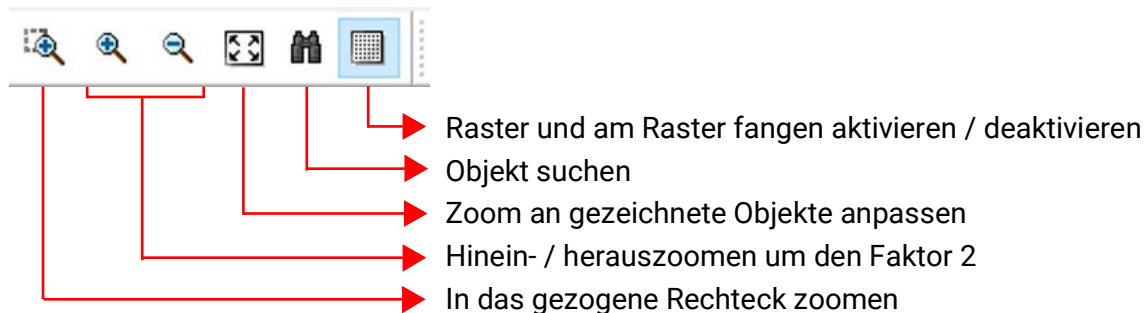 Raster und am Raster fangen aktivieren / deaktivieren
Objekt suchen
Zoom an gezeichnete Objekte anpassen
Hinein- / herauszoomen um den Faktor 2
In das gezogene Rechteck zoomen